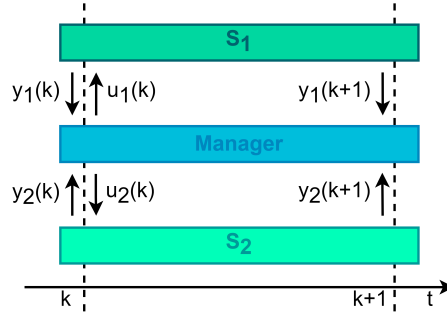 S1
y1(k) u1(k) y1(k+1)
Manager
y2(k) u2(k) y2(k+1)
S2
k k+1 t